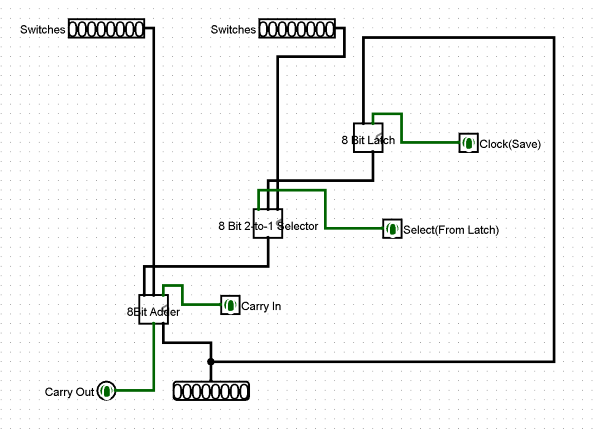 Switches
Switches
8 Bit Latch
Clock(Save)
8 Bit 2-to-1 Selector
Select(From Latch)
8Bit Adder
Carry In
Carry Out